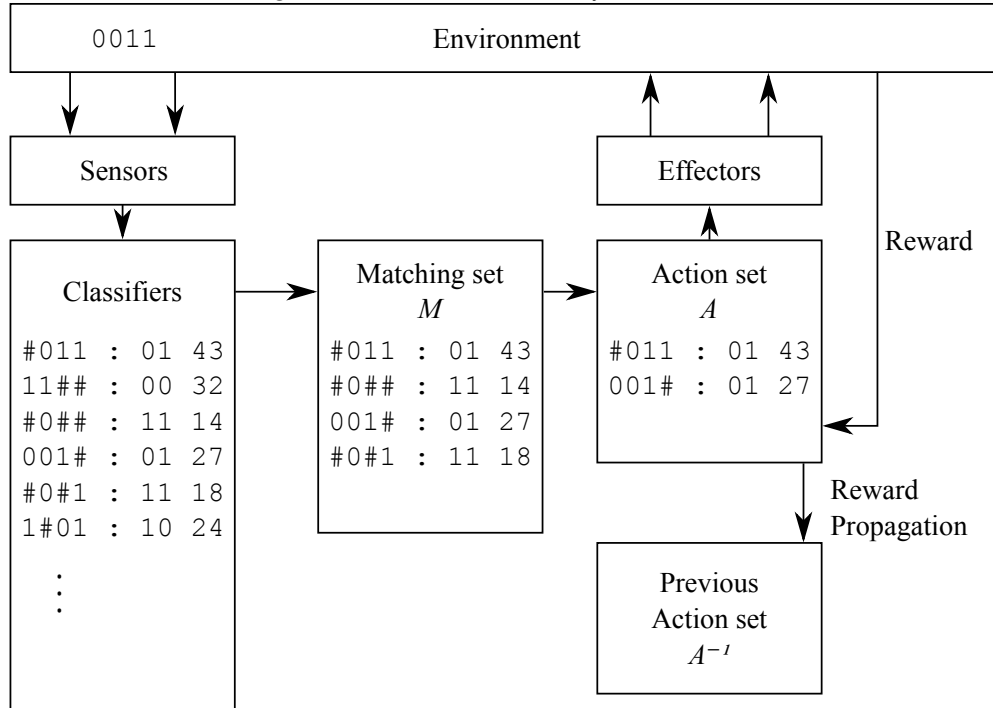 0011 Environment
Sensors
Effectors
Reward
Classifiers
#011 : 01 43
11## : 00 32
#0## : 11 14
001# : 01 27
#0#1 : 11 18
1#01 : 10 24
Matching set
M
#011 : 01 43
#0## : 11 14
001# : 01 27
#0#1 : 11 18
Action set
A
#011 : 01 43
001# : 01 27
Reward
Propagation
Previous
Action set
A⁻¹